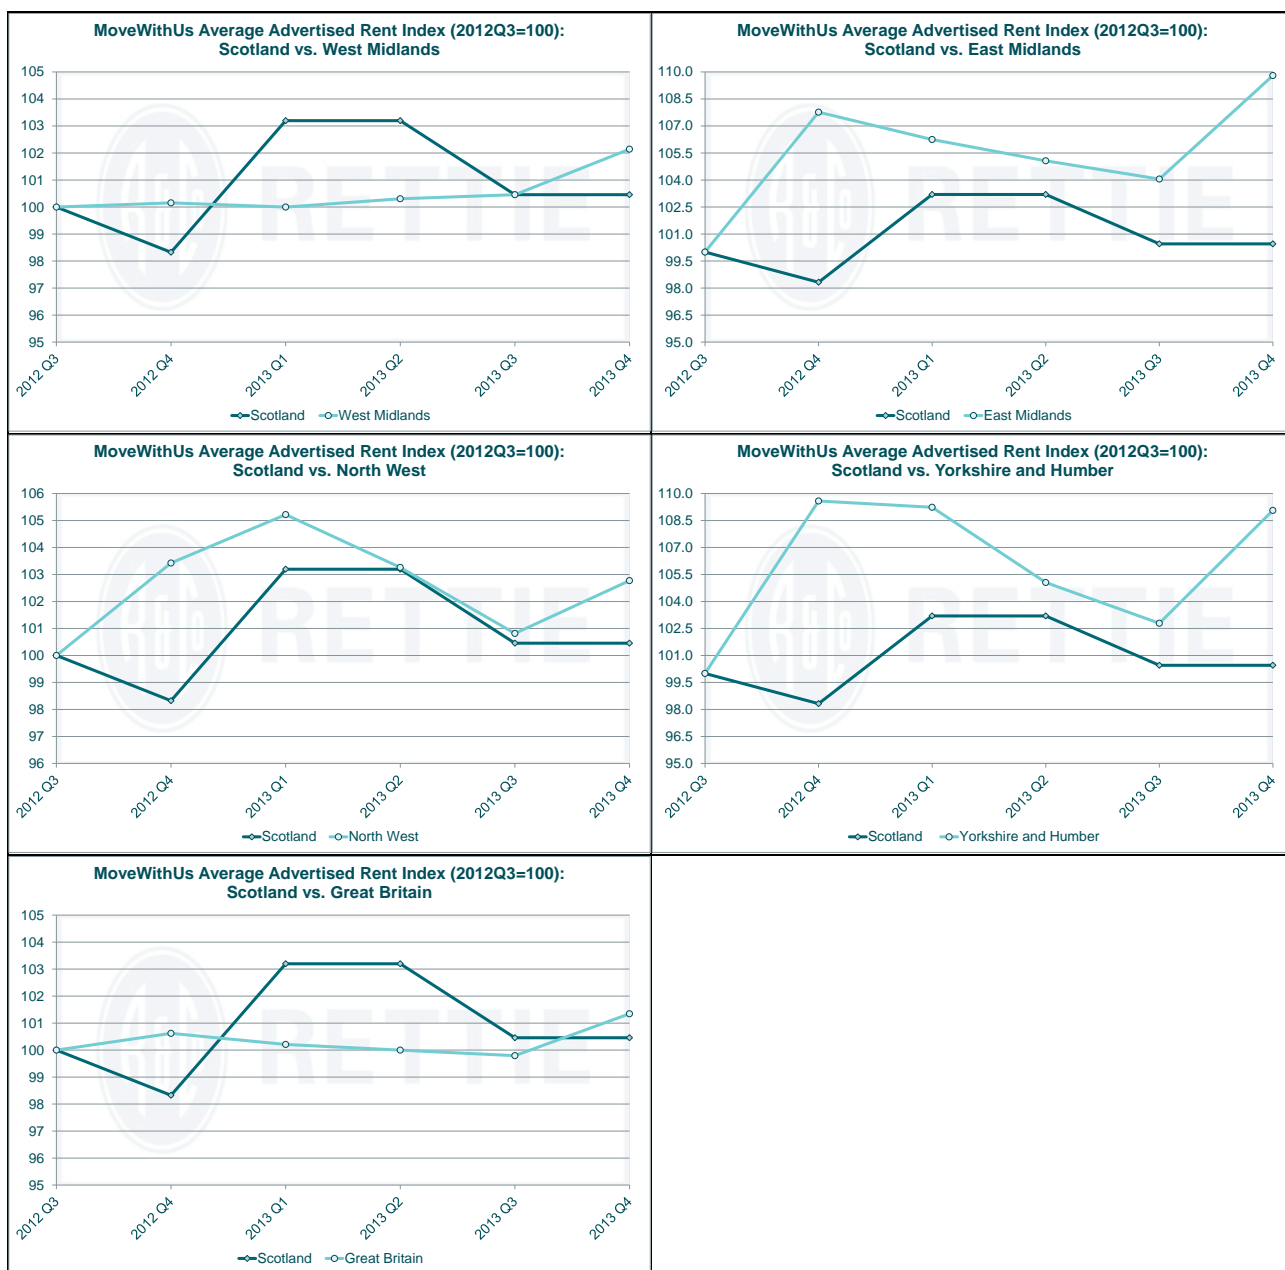 MoveWithUs Average Advertised Rent Index (2012Q3=100):
Scotland vs. West Midlands
105
104
103
102
101
100
99
98
97
96
95
2012 Q3
2012 Q4
2013 Q1
2013 Q2
2013 Q3
2013 Q4
Scotland
West Midlands
RETTIE
MoveWithUs Average Advertised Rent Index (2012Q3=100):
Scotland vs. East Midlands
110.0
108.5
107.0
105.5
104.0
102.5
101.0
99.5
98.0
96.5
95.0
2012 Q3
2012 Q4
2013 Q1
2013 Q2
2013 Q3
2013 Q4
Scotland
East Midlands
RETTIE
MoveWithUs Average Advertised Rent Index (2012Q3=100):
Scotland vs. North West
106
105
104
103
102
101
100
99
98
97
96
2012 Q3
2012 Q4
2013 Q1
2013 Q2
2013 Q3
2013 Q4
Scotland
North West
RETTIE
MoveWithUs Average Advertised Rent Index (2012Q3=100):
Scotland vs. Yorkshire and Humber
110.0
108.5
107.0
105.5
104.0
102.5
101.0
99.5
98.0
96.5
95.0
2012 Q3
2012 Q4
2013 Q1
2013 Q2
2013 Q3
2013 Q4
Scotland
Yorkshire and Humber
RETTIE
MoveWithUs Average Advertised Rent Index (2012Q3=100):
Scotland vs. Great Britain
105
104
103
102
101
100
99
98
97
96
95
2012 Q3
2012 Q4
2013 Q1
2013 Q2
2013 Q3
2013 Q4
Scotland
Great Britain
RETTIE